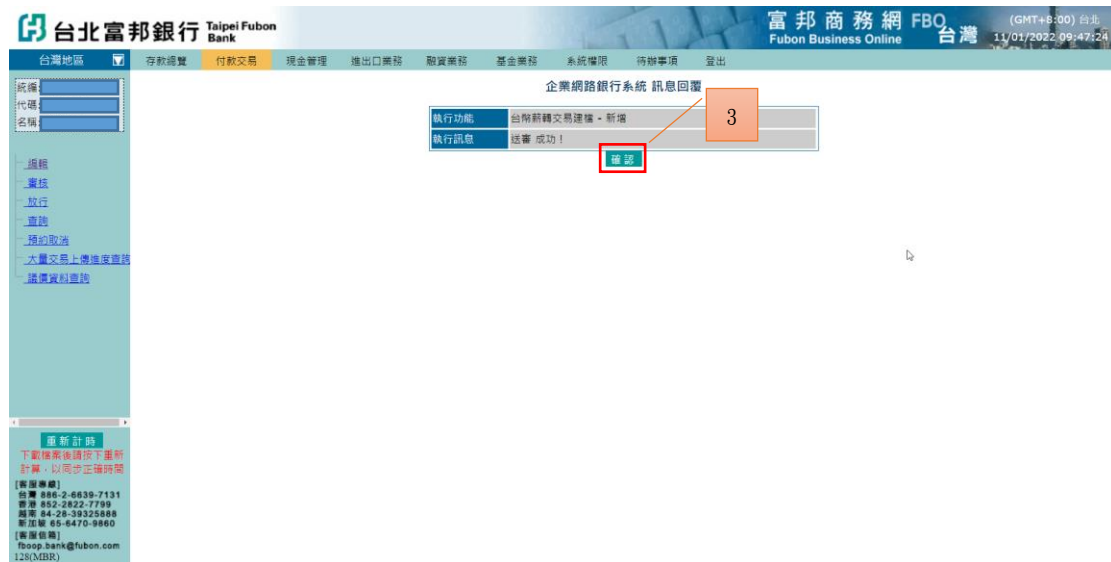 台北富邦銀行 Taipei Fubon Bank
富邦商務網 FBO 台灣
Fubon Business Online
(GMT+8:00) 台北
11/01/2022 09:47:24
台灣地區
存款總覽 付款交易 現金管理 進出口業務 融資業務 基金業務 系統權限 待辦事項 登出
統編:
代碼:
名稱:
企業網路銀行系統 訊息回覆
執行功能 台幣薪轉交易建檔 - 新增
執行訊息 送審 成功！
確認
3
編輯
審核
放行
查詢
預約取消
大量交易上傳進度查詢
議價資料查詢
重新計時
下載檔案後請按下重新
計算，以同步正確時間
[客服專線]
台灣 886-2-6639-7131
香港 852-2822-7799
越南 84-28-39325888
新加坡 65-6470-9860
[客服信箱]
fboop.bank@fubon.com
128(MBR)